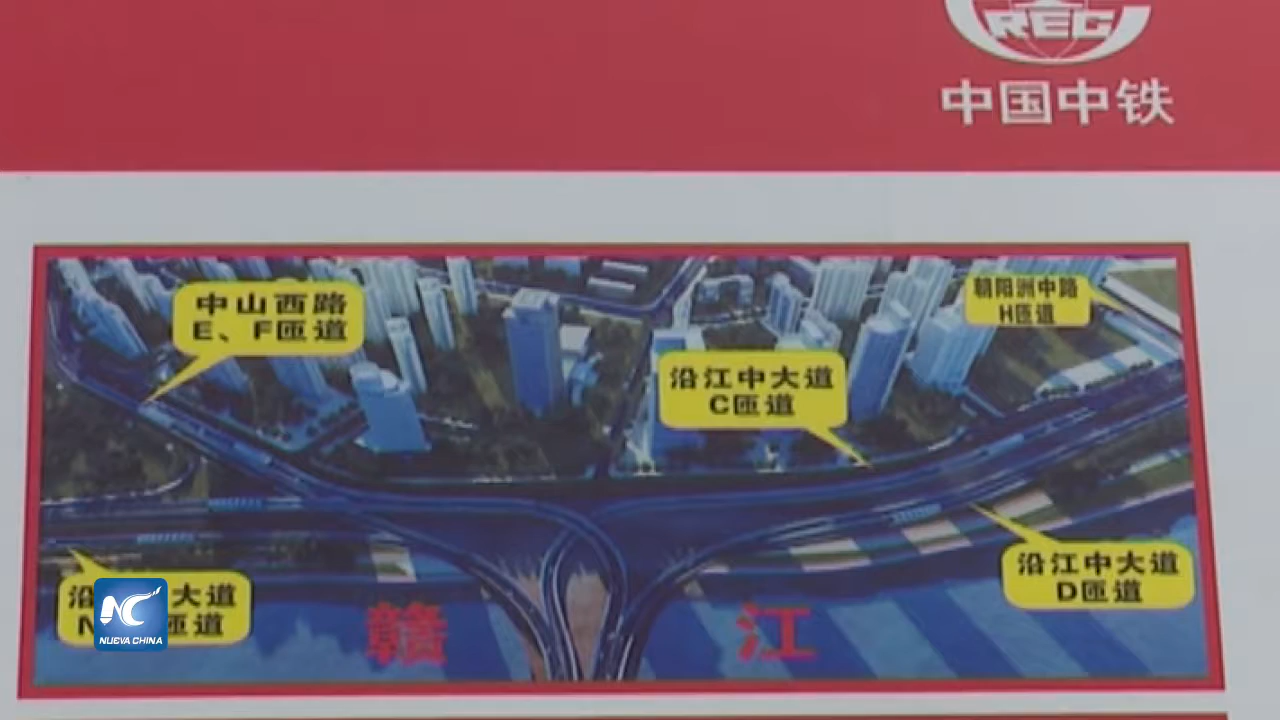 REC
中国中铁
中山西路
E、F匝道
朝阳洲中路
H匝道
沿江中大道
C匝道
沿江中大道
D匝道
沿 大道
N 匝道
NC
NUEVA CHINA
赣 江